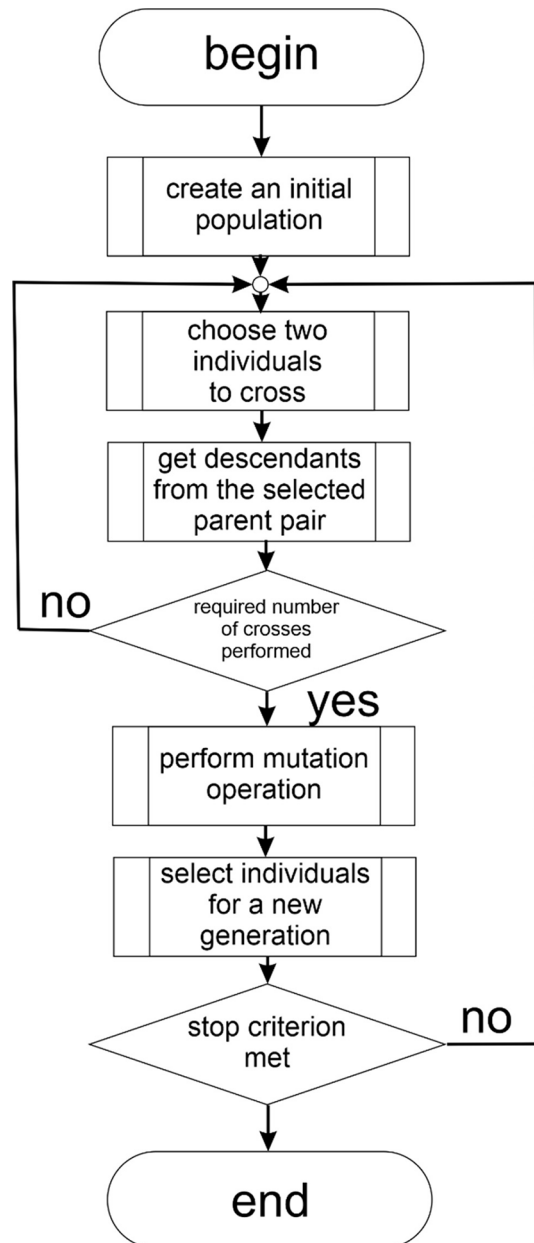 begin
create an initial
population
choose two
individuals
to cross
get descendants
from the selected
parent pair
no
required number
of crosses
performed
yes
perform mutation
operation
select individuals
for a new
generation
stop criterion
met
no
end